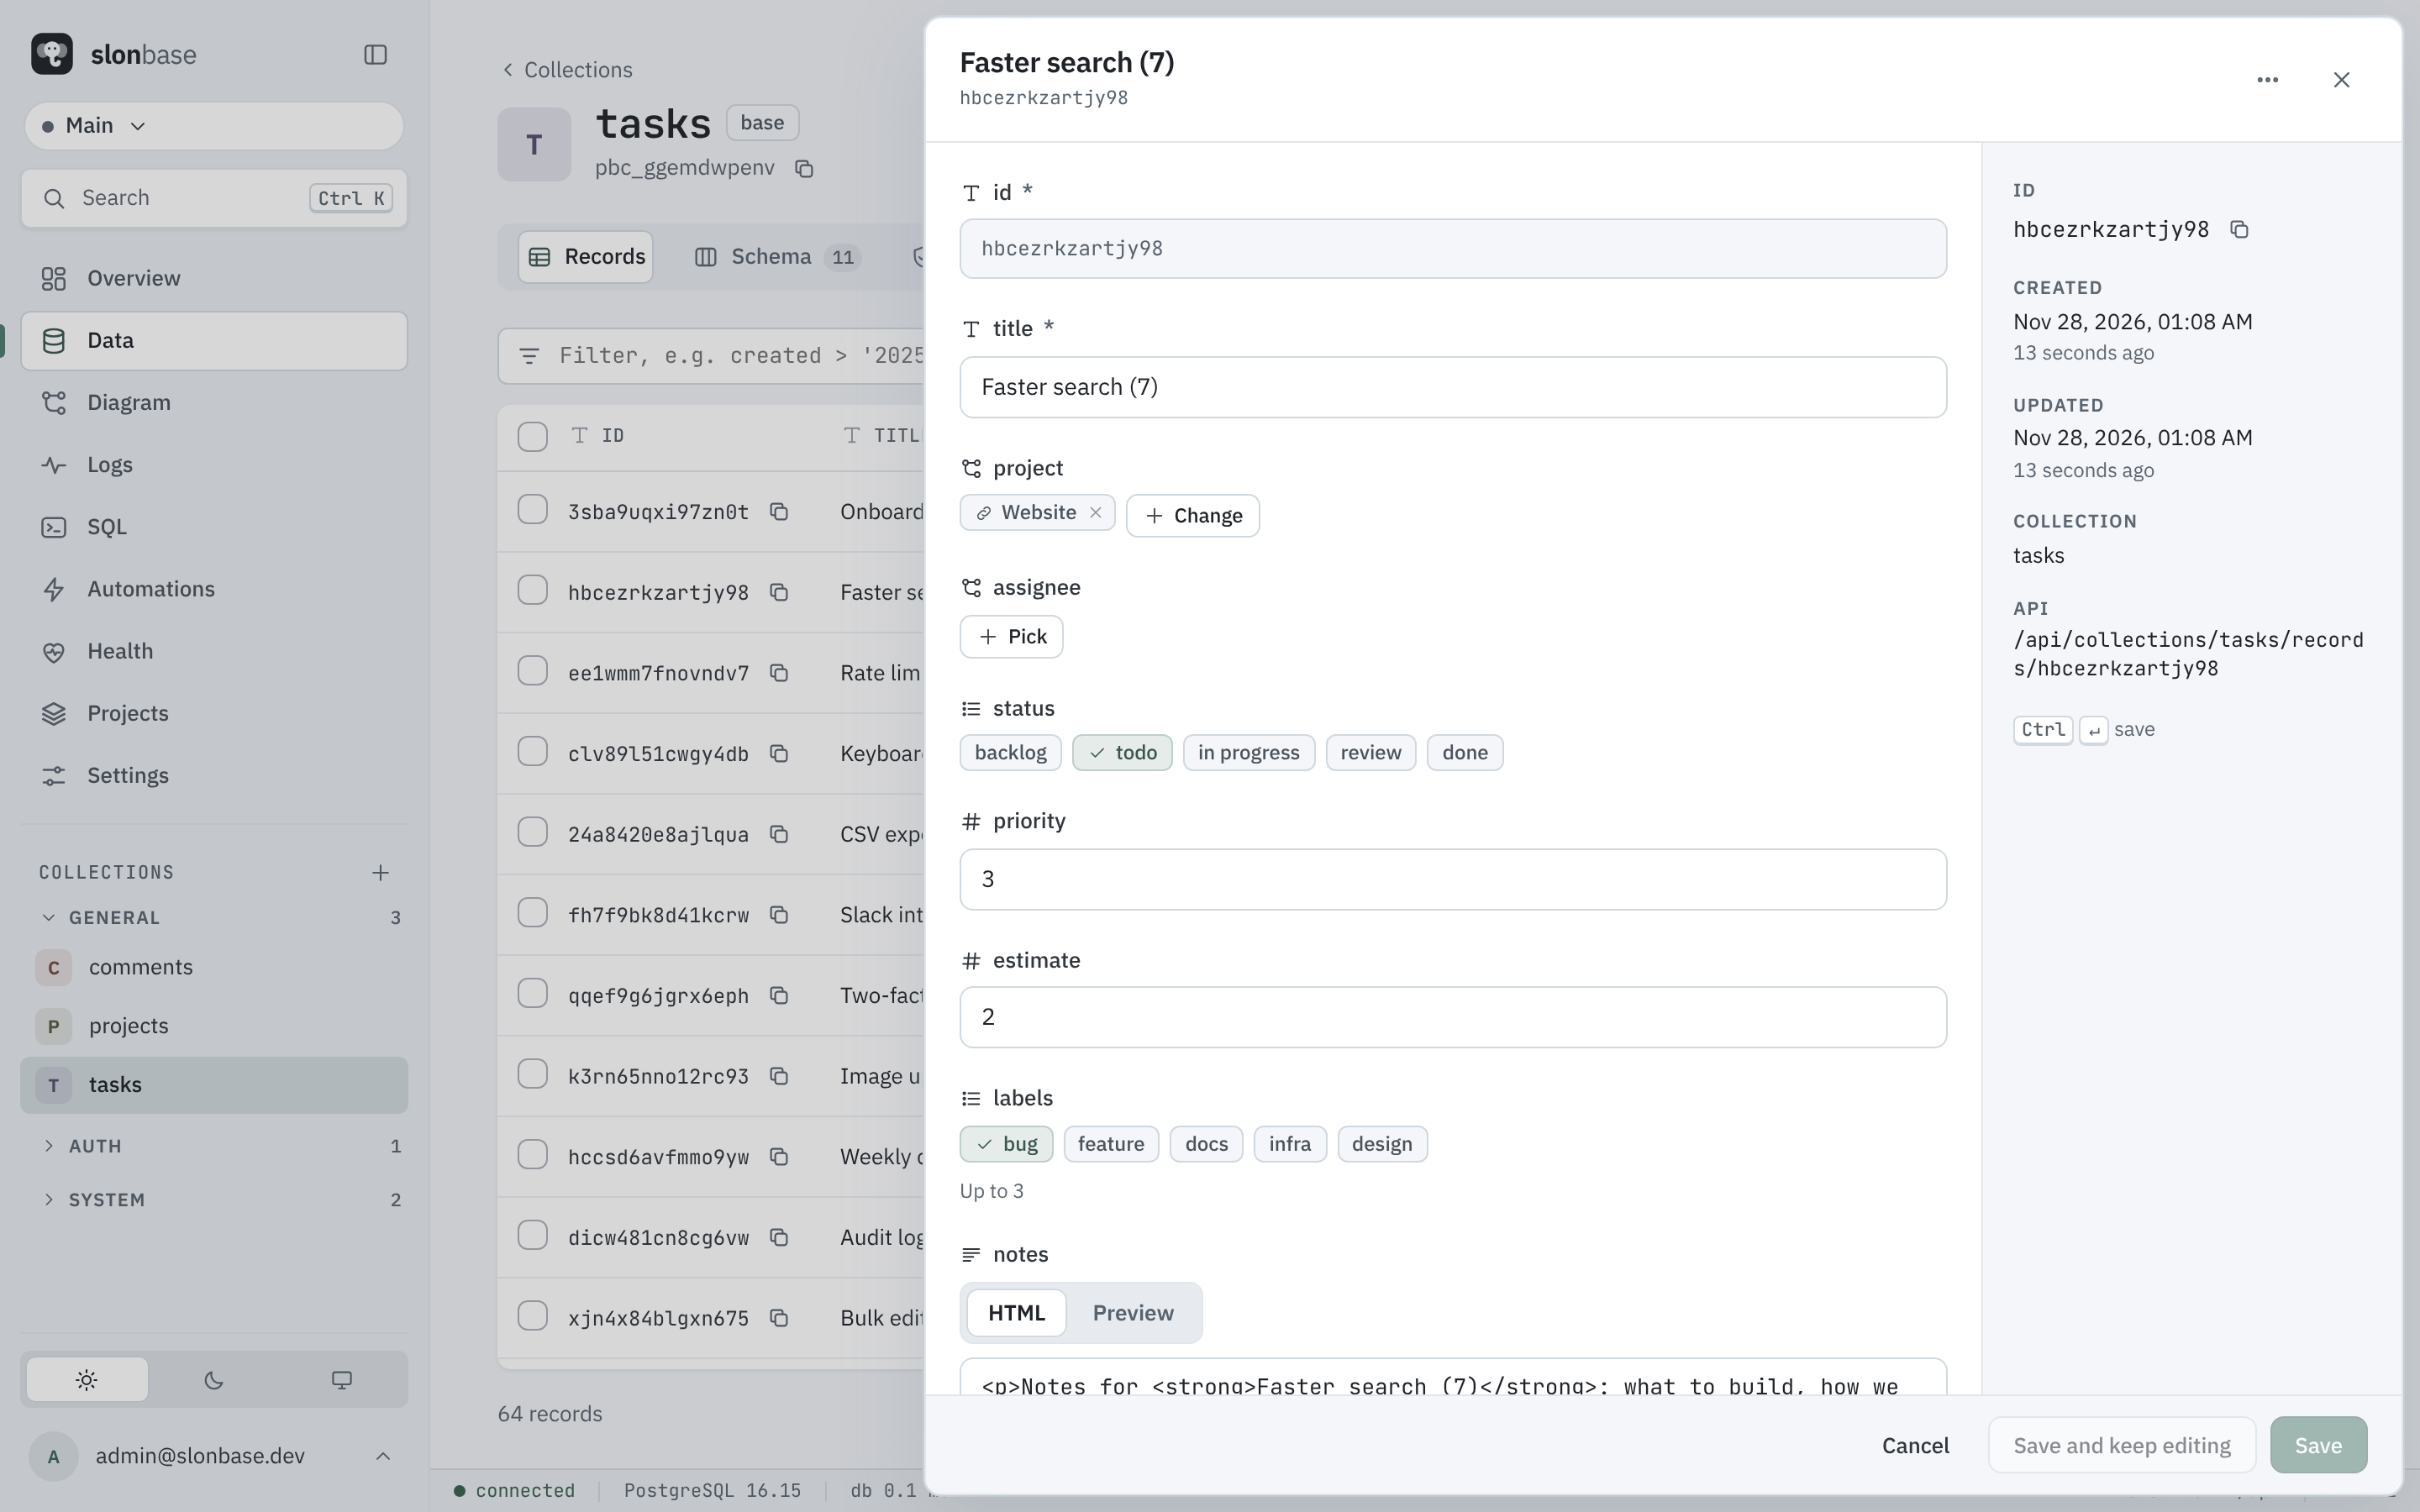 slonbase
Main
Search Ctrl K
Overview
Data
Diagram
Logs
SQL
Automations
Health
Projects
Settings
COLLECTIONS
GENERAL 3
C comments
P projects
T tasks
AUTH 1
SYSTEM 2
A admin@slonbase.dev
Collections
T tasks base
pbc_ggemdwpenv
Records Schema 11
Filter, e.g. created > '2025
ID TITL
3sba9uqxi97zn0t Onboard
hbcezrkzartjy98 Faster se
ee1wmm7fnovndv7 Rate lim
clv89l51cwgy4db Keyboar
24a8420e8ajlqua CSV exp
fh7f9bk8d41kcrw Slack int
qqef9g6jgrx6eph Two-fact
k3rn65nno12rc93 Image u
hccsd6avfmmo9yw Weekly
dicw481cn8cg6vw Audit log
xjn4x84blgxn675 Bulk edit
64 records
connected PostgreSQL 16.15 db 0.1
Faster search (7)
hbcezrkzartjy98
id *
hbcezrkzartjy98
title *
Faster search (7)
project
Website Change
assignee
Pick
status
backlog todo in progress review done
priority
3
estimate
2
labels
bug feature docs infra design
Up to 3
notes
HTML Preview
<p>Notes for <strong>Faster search (7)</strong>: what to build, how we
ID
hbcezrkzartjy98
CREATED
Nov 28, 2026, 01:08 AM
13 seconds ago
UPDATED
Nov 28, 2026, 01:08 AM
13 seconds ago
COLLECTION
tasks
API
/api/collections/tasks/record
s/hbcezrkzartjy98
Ctrl ↵ save
Cancel Save and keep editing Save